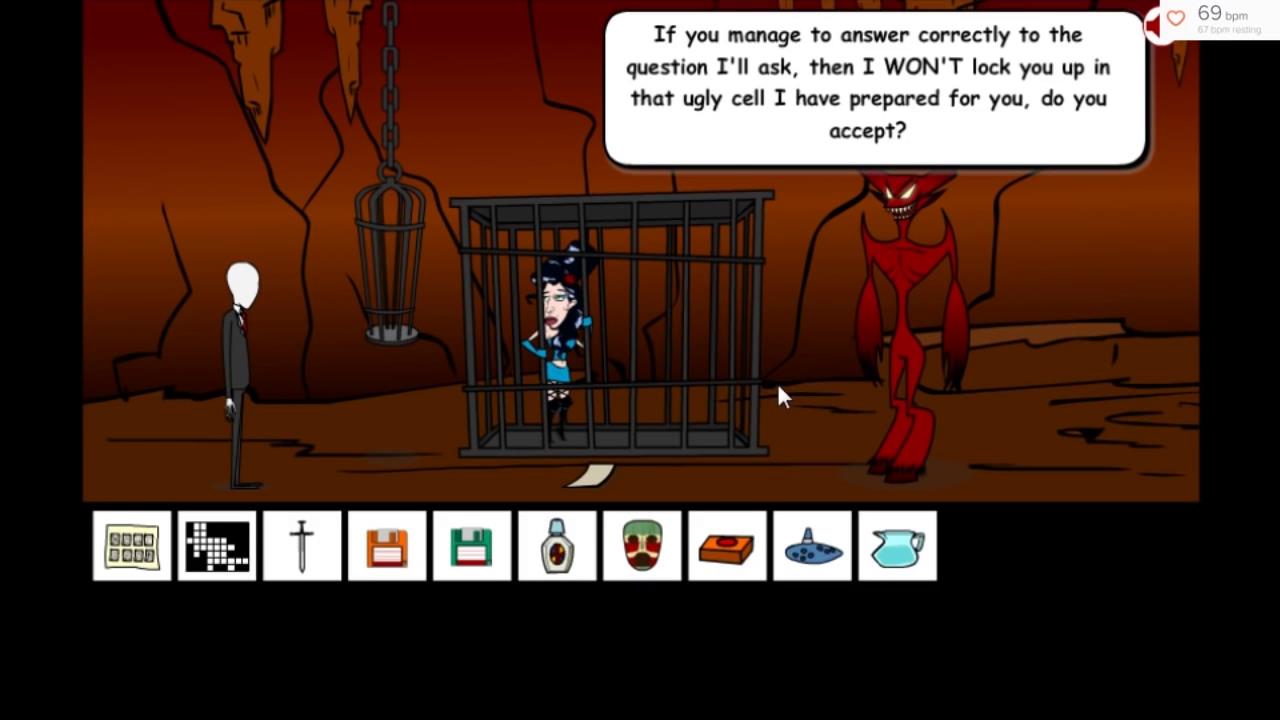 69 bpm
67 bpm resting
If you manage to answer correctly to the
question I'll ask, then I WON'T lock you up in
that ugly cell I have prepared for you, do you
accept?